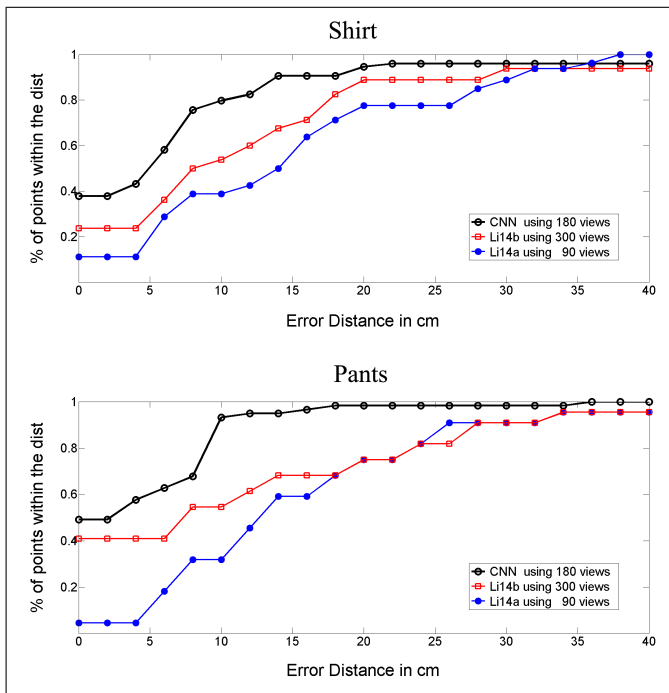 Shirt
% of points within the dist
1
0.8
0.6
0.4
0.2
0 5 10 15 20 25 30 35 40
Error Distance in cm
CNN using 180 views
Li14b using 300 views
Li14a using 90 views
Pants
% of points within the dist
1
0.8
0.6
0.4
0.2
0 5 10 15 20 25 30 35 40
Error Distance in cm
CNN using 180 views
Li14b using 300 views
Li14a using 90 views